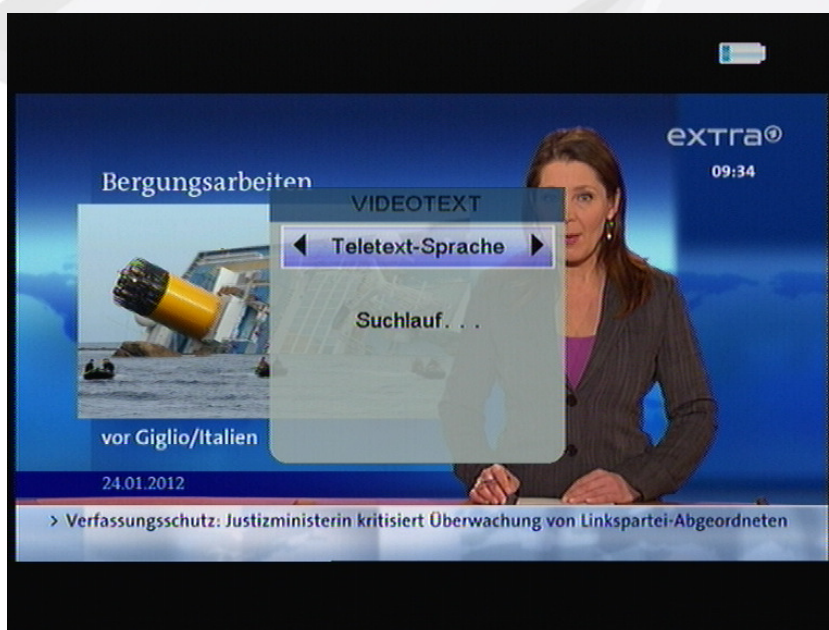 extra
09:34
Bergungsarbeiten
VIDEOTEXT
Teletext-Sprache
Suchlauf. . .
vor Giglio/Italien
24.01.2012
> Verfassungsschutz: Justizministerin kritisiert Überwachung von Linkspartei-Abgeordneten